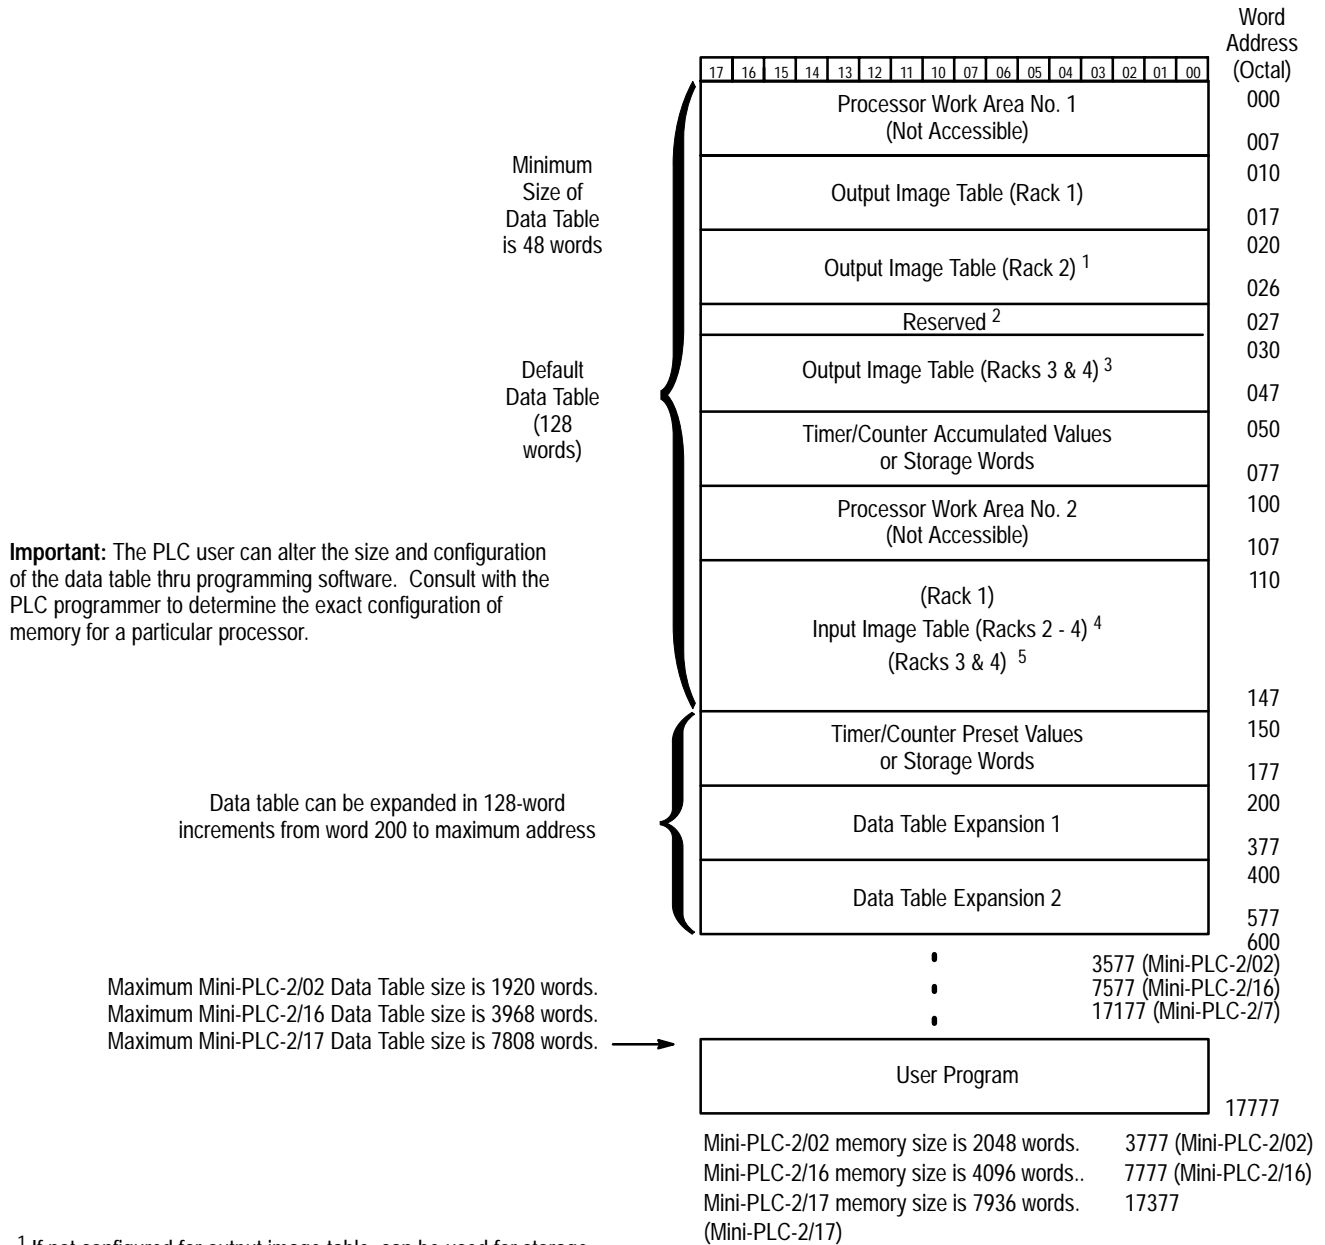 Word
Address
(Octal)
17 16 15 14 13 12 11 10 07 06 05 04 03 02 01 00
Processor Work Area No. 1
(Not Accessible)
000
007
Minimum
Size of
Data Table
is 48 words
Output Image Table (Rack 1)
010
017
Output Image Table (Rack 2) 1
020
026
Reserved 2
027
Default
Data Table
(128
words)
Output Image Table (Racks 3 & 4) 3
030
047
Timer/Counter Accumulated Values
or Storage Words
050
077
Processor Work Area No. 2
(Not Accessible)
100
107
Important: The PLC user can alter the size and configuration
of the data table thru programming software. Consult with the
PLC programmer to determine the exact configuration of
memory for a particular processor.
(Rack 1)
Input Image Table (Racks 2 - 4) 4
(Racks 3 & 4) 5
110
147
Timer/Counter Preset Values
or Storage Words
150
177
Data table can be expanded in 128-word
increments from word 200 to maximum address
Data Table Expansion 1
200
377
Data Table Expansion 2
400
577
600
3577 (Mini-PLC-2/02)
7577 (Mini-PLC-2/16)
17177 (Mini-PLC-2/7)
Maximum Mini-PLC-2/02 Data Table size is 1920 words.
Maximum Mini-PLC-2/16 Data Table size is 3968 words.
Maximum Mini-PLC-2/17 Data Table size is 7808 words.
User Program
17777
Mini-PLC-2/02 memory size is 2048 words. 3777 (Mini-PLC-2/02)
Mini-PLC-2/16 memory size is 4096 words.. 7777 (Mini-PLC-2/16)
Mini-PLC-2/17 memory size is 7936 words. 17377
(Mini-PLC-2/17)
1 If not configured for output image table, can be used for storage